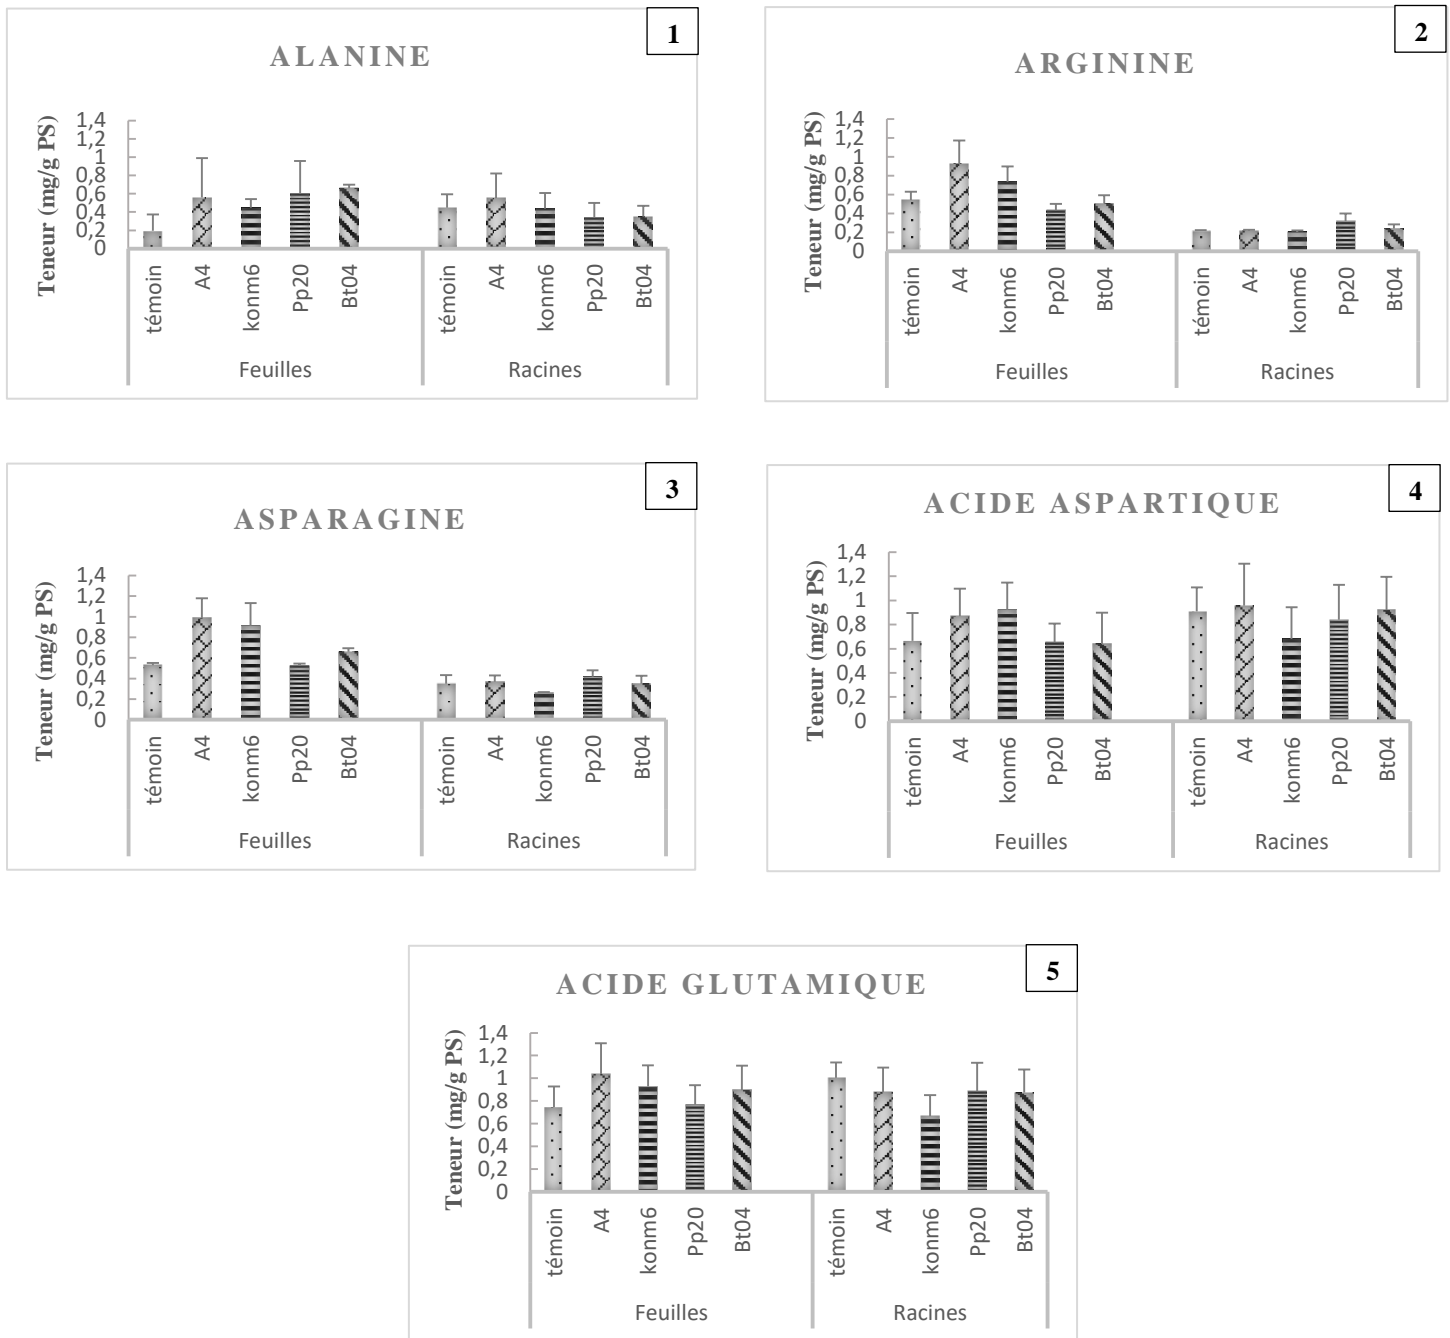 1
ALANINE
Teneur (mg/g PS)
1,4
1,2
1
0,8
0,6
0,4
0,2
0
témoin
A4
konm6
Pp20
Bt04
témoin
A4
konm6
Pp20
Bt04
Feuilles
Racines
2
ARGININE
Teneur (mg/g PS)
1,4
1,2
1
0,8
0,6
0,4
0,2
0
témoin
A4
konm6
Pp20
Bt04
témoin
A4
konm6
Pp20
Bt04
Feuilles
Racines
3
ASPARAGINE
Teneur (mg/g PS)
1,4
1,2
1
0,8
0,6
0,4
0,2
0
témoin
A4
konm6
Pp20
Bt04
témoin
A4
konm6
Pp20
Bt04
Feuilles
Racines
4
ACIDE ASPARTIQUE
Teneur (mg/g PS)
1,4
1,2
1
0,8
0,6
0,4
0,2
0
témoin
A4
konm6
Pp20
Bt04
témoin
A4
konm6
Pp20
Bt04
Feuilles
Racines
5
ACIDE GLUTAMIQUE
Teneur (mg/g PS)
1,4
1,2
1
0,8
0,6
0,4
0,2
0
témoin
A4
konm6
Pp20
Bt04
témoin
A4
konm6
Pp20
Bt04
Feuilles
Racines